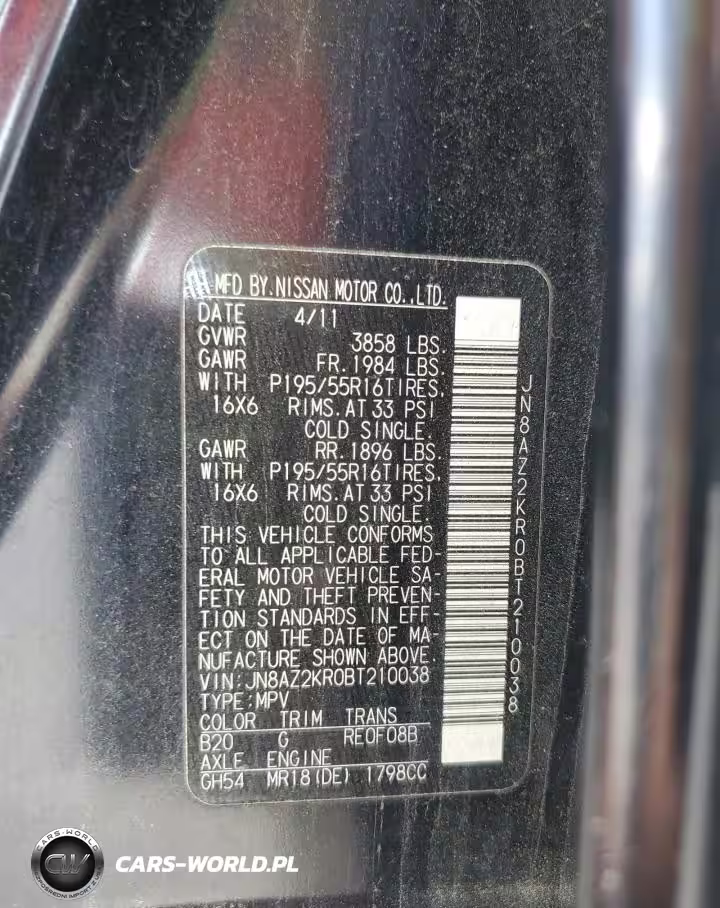 MFD BY NISSAN MOTOR CO.,LTD.
DATE 4/11
GVWR 3858 LBS.
GAWR FR. 1984 LBS.
WITH P195/55R16TIRES,
16X6 RIMS. AT 33 PSI
COLD SINGLE.
GAWR RR. 1896 LBS.
WITH P195/55R16TIRES,
16X6 RIMS. AT 33 PSI
COLD SINGLE.
THIS VEHICLE CONFORMS
TO ALL APPLICABLE FED-
ERAL MOTOR VEHICLE SA-
FETY AND THEFT PREVEN-
TION STANDARDS IN EFF-
ECT ON THE DATE OF MA-
NUFACTURE SHOWN ABOVE.
VIN:JN8AZ2KR0BT210038
TYPE:MPV
COLOR TRIM TRANS
B20 G RE0F08B
AXLE ENGINE
GH54 MR18(DE) 1798CC
JN8AZ2KR0BT210038
CARS-WORLD
CW
CARS-WORLD.PL